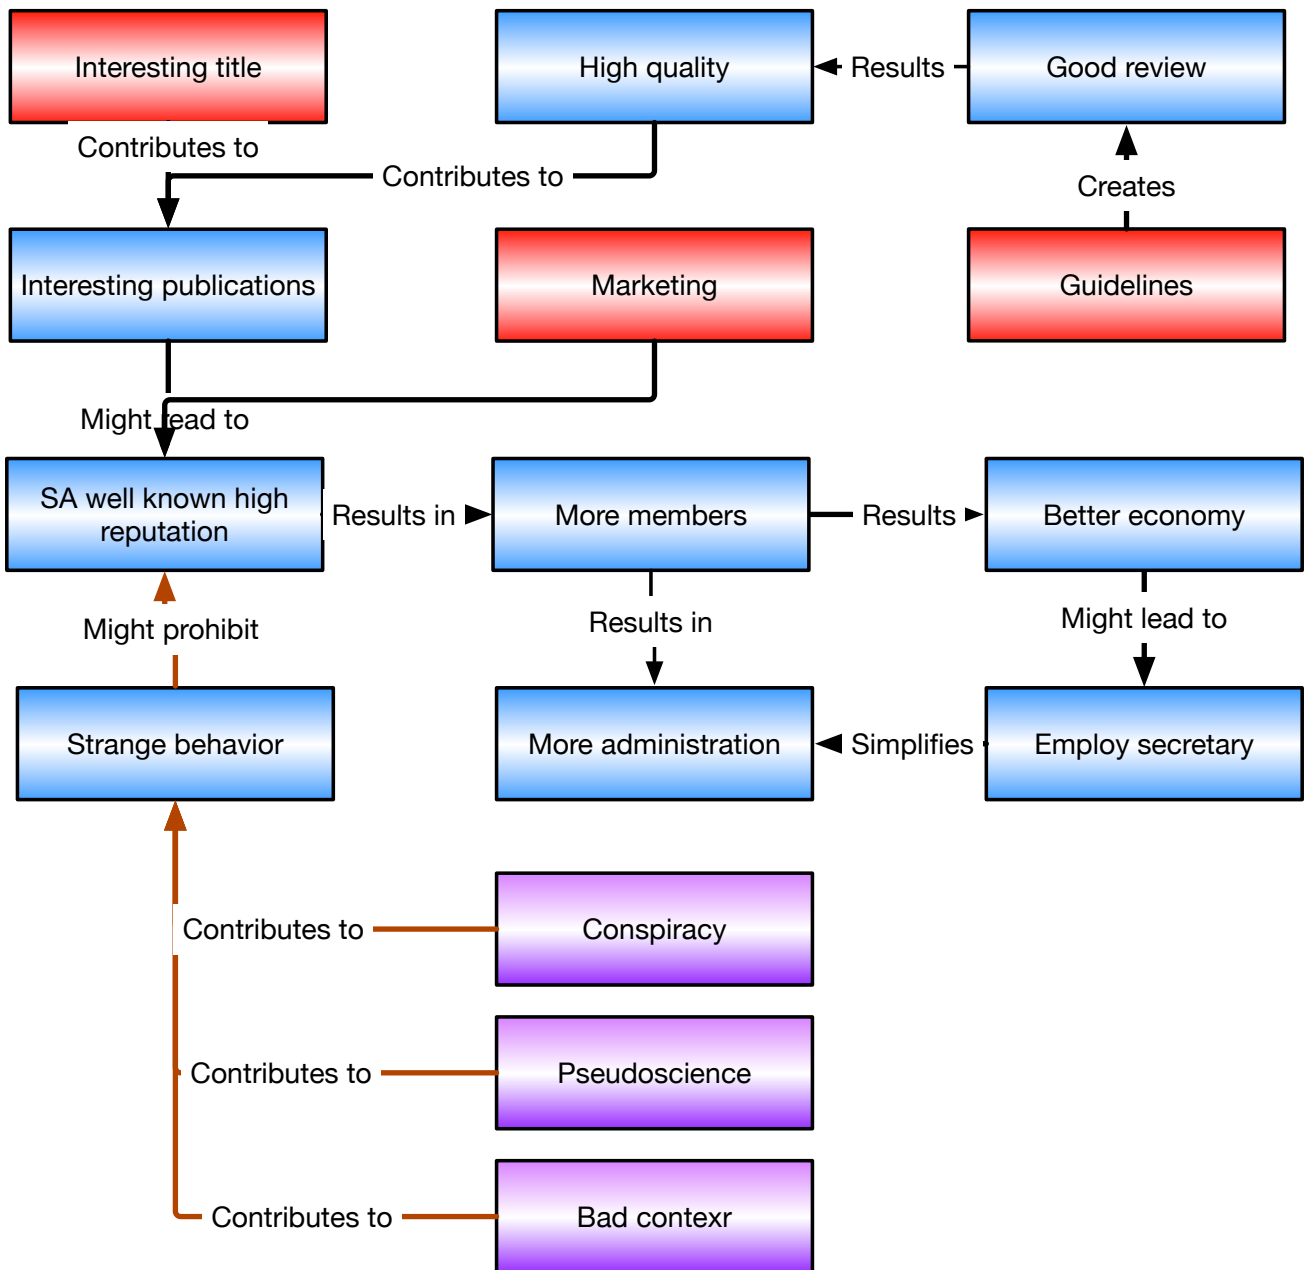 Interesting title
High quality
Results
Good review
Contributes to
Contributes to
Creates
Interesting publications
Marketing
Guidelines
Might read to
SA well known high
reputation
Results in
More members
Results
Better economy
Might prohibit
Results in
Might lead to
Strange behavior
More administration
Simplifies
Employ secretary
Contributes to
Conspiracy
Contributes to
Pseudoscience
Contributes to
Bad contexr